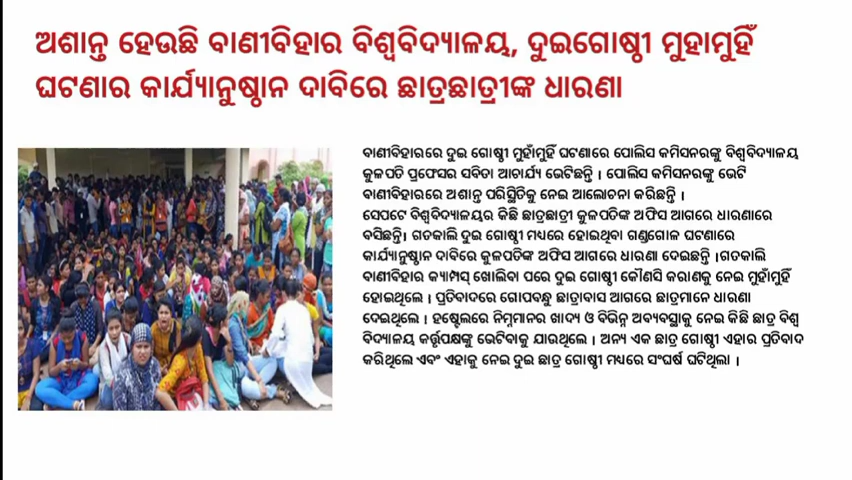 ଅଶାନ୍ତ ହେଉଛି ବାଣୀବିହାର ବିଶ୍ୱବିଦ୍ୟାଳୟ, ଦୁଇଗୋଷ୍ଠୀ ମୁହାମୁହିଁ
ଘଟଣାର କାର୍ଯ୍ୟାନୁଷ୍ଠାନ ଦାବିରେ ଛାତ୍ରଛାତ୍ରୀଙ୍କ ଧାରଣା
ବାଣୀବିହାରରେ ଦୁଇ ଗୋଷ୍ଠୀ ମୁହାଁମୁହିଁ ଘଟଣାରେ ପୋଲିସ କମିସନରଙ୍କୁ ବିଶ୍ୱବିଦ୍ୟାଳୟ
କୁଳପତି ପ୍ରଫେସର ସବିତା ଆଚାର୍ଯ୍ୟ ଭେଟିଛନ୍ତି । ପୋଲିସ କମିସନରଙ୍କୁ ଭେଟି
ବାଣୀବିହାରରେ ଅଶାନ୍ତ ପରିସ୍ଥିତିକୁ ନେଇ ଆଲୋଚନା କରିଛନ୍ତି ।
ସେପଟେ ବିଶ୍ୱବିଦ୍ୟାଳୟର କିଛି ଛାତ୍ରଛାତ୍ରୀ କୁଳପତିଙ୍କ ଅଫିସ ଆଗରେ ଧାରଣାରେ
ବସିଛନ୍ତି। ଗତକାଲି ଦୁଇ ଗୋଷ୍ଠୀ ମଧ୍ୟରେ ହୋଇଥିବା ଗଣ୍ଡଗୋଳ ଘଟଣାରେ
କାର୍ଯ୍ୟାନୁଷ୍ଠାନ ଦାବିରେ କୁଳପତିଙ୍କ ଅଫିସ ଆଗରେ ଧାରଣା ଦେଇଛନ୍ତି ।ଗତକାଲି
ବାଣୀବିହାର କ୍ୟାମ୍ପସ୍ ଖୋଲିବା ପରେ ଦୁଇ ଗୋଷ୍ଠୀ କୌଣସି କାରାଣକୁ ନେଇ ମୁହାଁମୁହିଁ
ହୋଇଥିଲେ । ପ୍ରତିବାଦରେ ଗୋପବନ୍ଧୁ ଛାତ୍ରାବାସ ଆଗରେ ଛାତ୍ରମାନେ ଧାରଣା
ଦେଇଥିଲେ । ହଷ୍ଟେଲରେ ନିମ୍ନମାନର ଖାଦ୍ୟ ଓ ବିଭିନ୍ନ ଅବ୍ୟବସ୍ଥାକୁ ନେଇ କିଛି ଛାତ୍ର ବିଶ୍ୱ
ବିଦ୍ୟାଳୟ କର୍ତ୍ତୃପକ୍ଷଙ୍କୁ ଭେଟିବାକୁ ଯାଉଥିଲେ । ଅନ୍ୟ ଏକ ଛାତ୍ର ଗୋଷ୍ଠୀ ଏହାର ପ୍ରତିବାଦ
କରିଥିଲେ ଏବଂ ଏହାକୁ ନେଇ ଦୁଇ ଛାତ୍ର ଗୋଷ୍ଠୀ ମଧ୍ୟରେ ସଂଘର୍ଷ ଘଟିଥିଲା ।